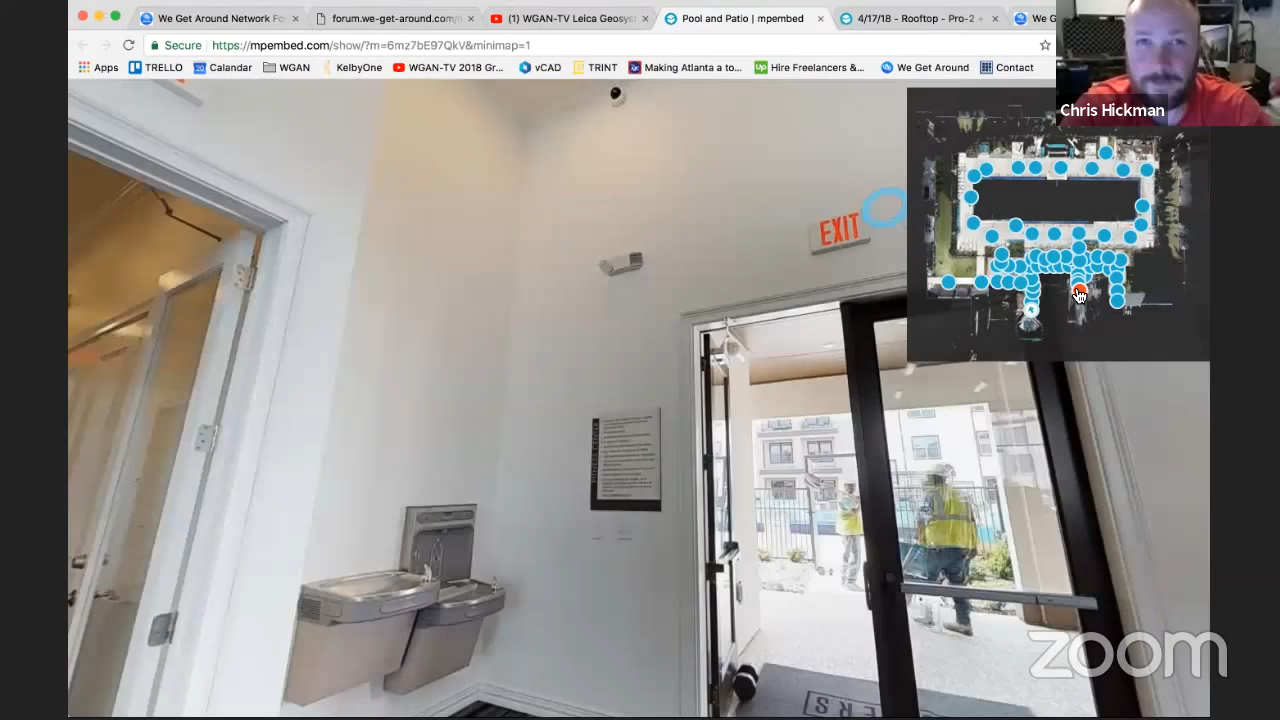 We Get Around Network Fo
forum.we-get-around.com/
(1) WGAN-TV Leica Geosys
Pool and Patio | mpembed
4/17/18 - Rooftop - Pro-2 +
We G
Secure
https://mpembed.com/show/?m=6mz7bE97QkV&minimap=1
Apps
TRELLO
Calandar
WGAN
KelbyOne
WGAN-TV 2018 Gr...
vCAD
TRINT
Making Atlanta a to...
Hire Freelancers &...
We Get Around
Contact
Chris Hickman
EXIT
FITNESS CENTER
zoom